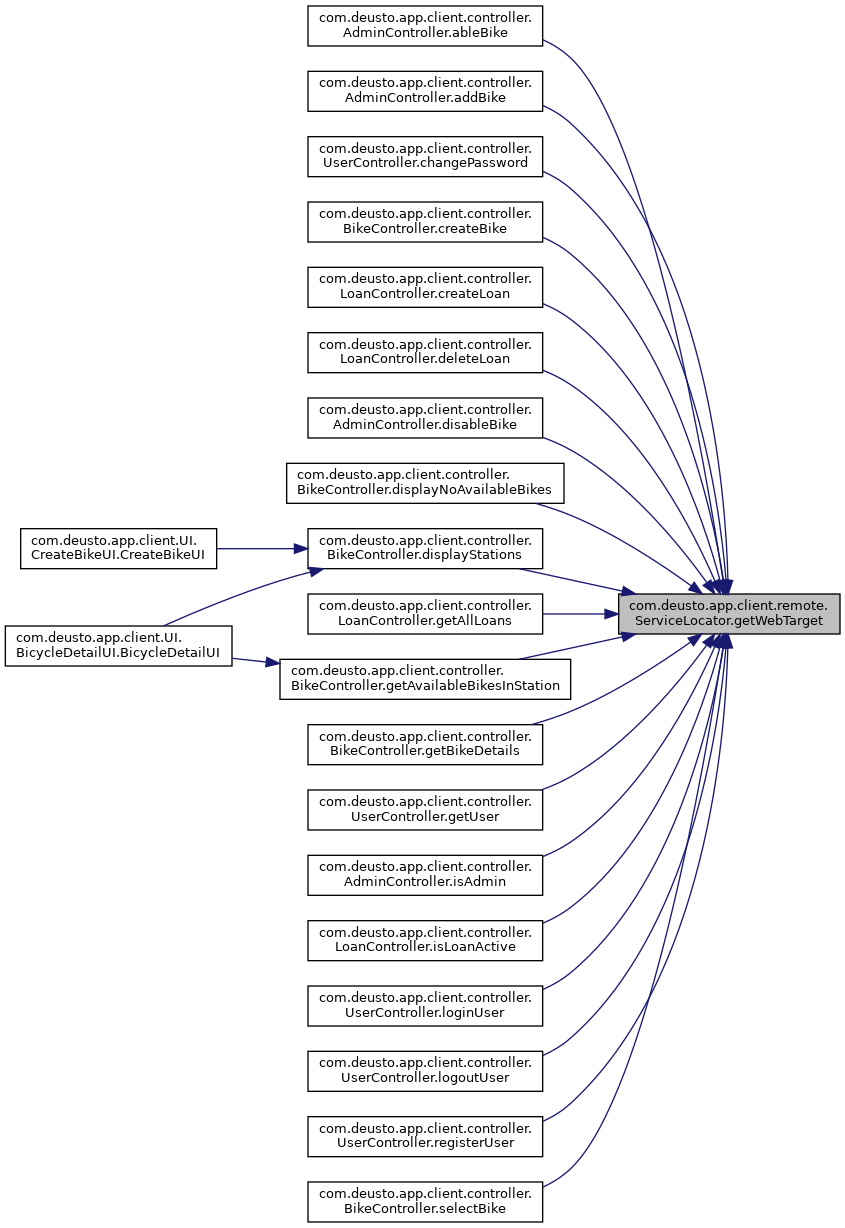 com.deusto.app.client.controller.
AdminController.ableBike
com.deusto.app.client.controller.
AdminController.addBike
com.deusto.app.client.controller.
UserController.changePassword
com.deusto.app.client.controller.
BikeController.createBike
com.deusto.app.client.controller.
LoanController.createLoan
com.deusto.app.client.controller.
LoanController.deleteLoan
com.deusto.app.client.controller.
AdminController.disableBike
com.deusto.app.client.controller.
BikeController.displayNoAvailableBikes
com.deusto.app.client.UI.
CreateBikeUI.CreateBikeUI
com.deusto.app.client.controller.
BikeController.displayStations
com.deusto.app.client.controller.
LoanController.getAllLoans
com.deusto.app.client.remote.
ServiceLocator.getWebTarget
com.deusto.app.client.UI.
BicycleDetailUI.BicycleDetailUI
com.deusto.app.client.controller.
BikeController.getAvailableBikesInStation
com.deusto.app.client.controller.
BikeController.getBikeDetails
com.deusto.app.client.controller.
UserController.getUser
com.deusto.app.client.controller.
AdminController.isAdmin
com.deusto.app.client.controller.
LoanController.isLoanActive
com.deusto.app.client.controller.
UserController.loginUser
com.deusto.app.client.controller.
UserController.logoutUser
com.deusto.app.client.controller.
UserController.registerUser
com.deusto.app.client.controller.
BikeController.selectBike